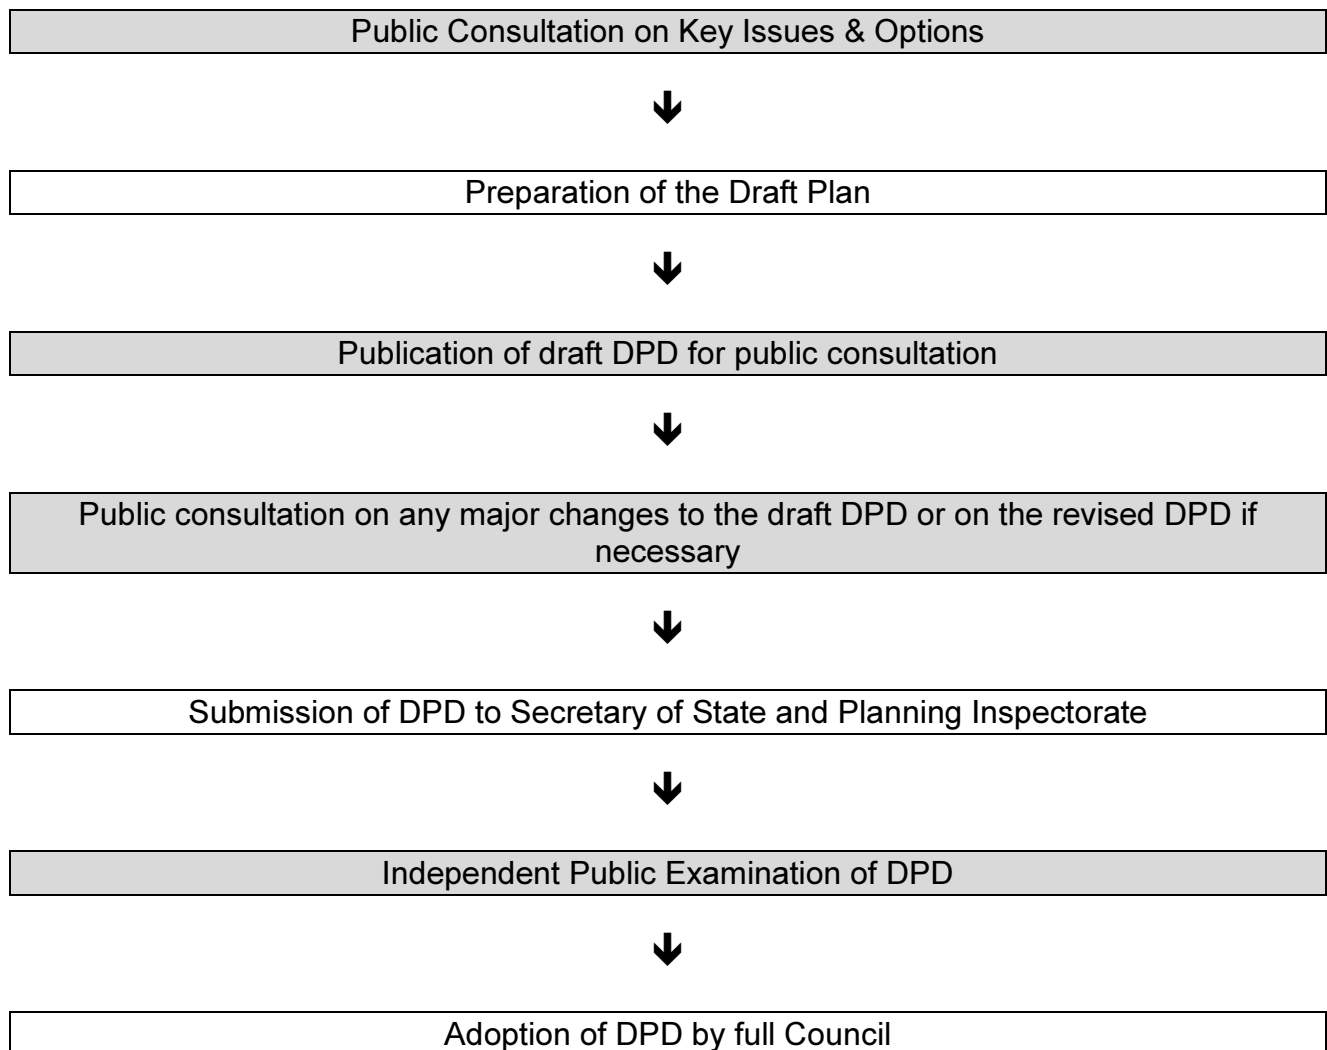 Public Consultation on Key Issues & Options
Preparation of the Draft Plan
Publication of draft DPD for public consultation
Public consultation on any major changes to the draft DPD or on the revised DPD if
necessary
Submission of DPD to Secretary of State and Planning Inspectorate
Independent Public Examination of DPD
Adoption of DPD by full Council